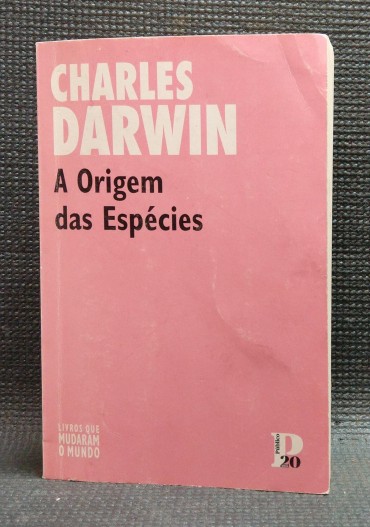 CHARLES
DARWIN
A Origem
das Espécies
LIVROS QUE
MUDARAM
O MUNDO
Público
P
20